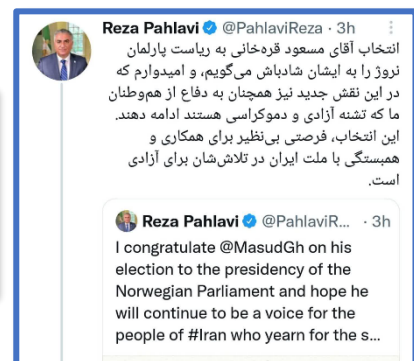 Reza Pahlavi @PahlaviReza · 3h
انتخاب آقای مسعود قره‌خانی به ریاست پارلمان
نروژ را به ایشان شادباش می‌گویم، و امیدوارم که
در این نقش جدید نیز همچنان به دفاع از هم‌وطنان
ما که تشنه آزادی و دموکراسی هستند ادامه دهند.
این انتخاب، فرصتی بی‌نظیر برای همکاری و
همبستگی با ملت ایران در تلاش‌شان برای آزادی
است.
Reza Pahlavi @PahlaviR... · 3h
I congratulate @MasudGh on his
election to the presidency of the
Norwegian Parliament and hope he
will continue to be a voice for the
people of #Iran who yearn for the s...